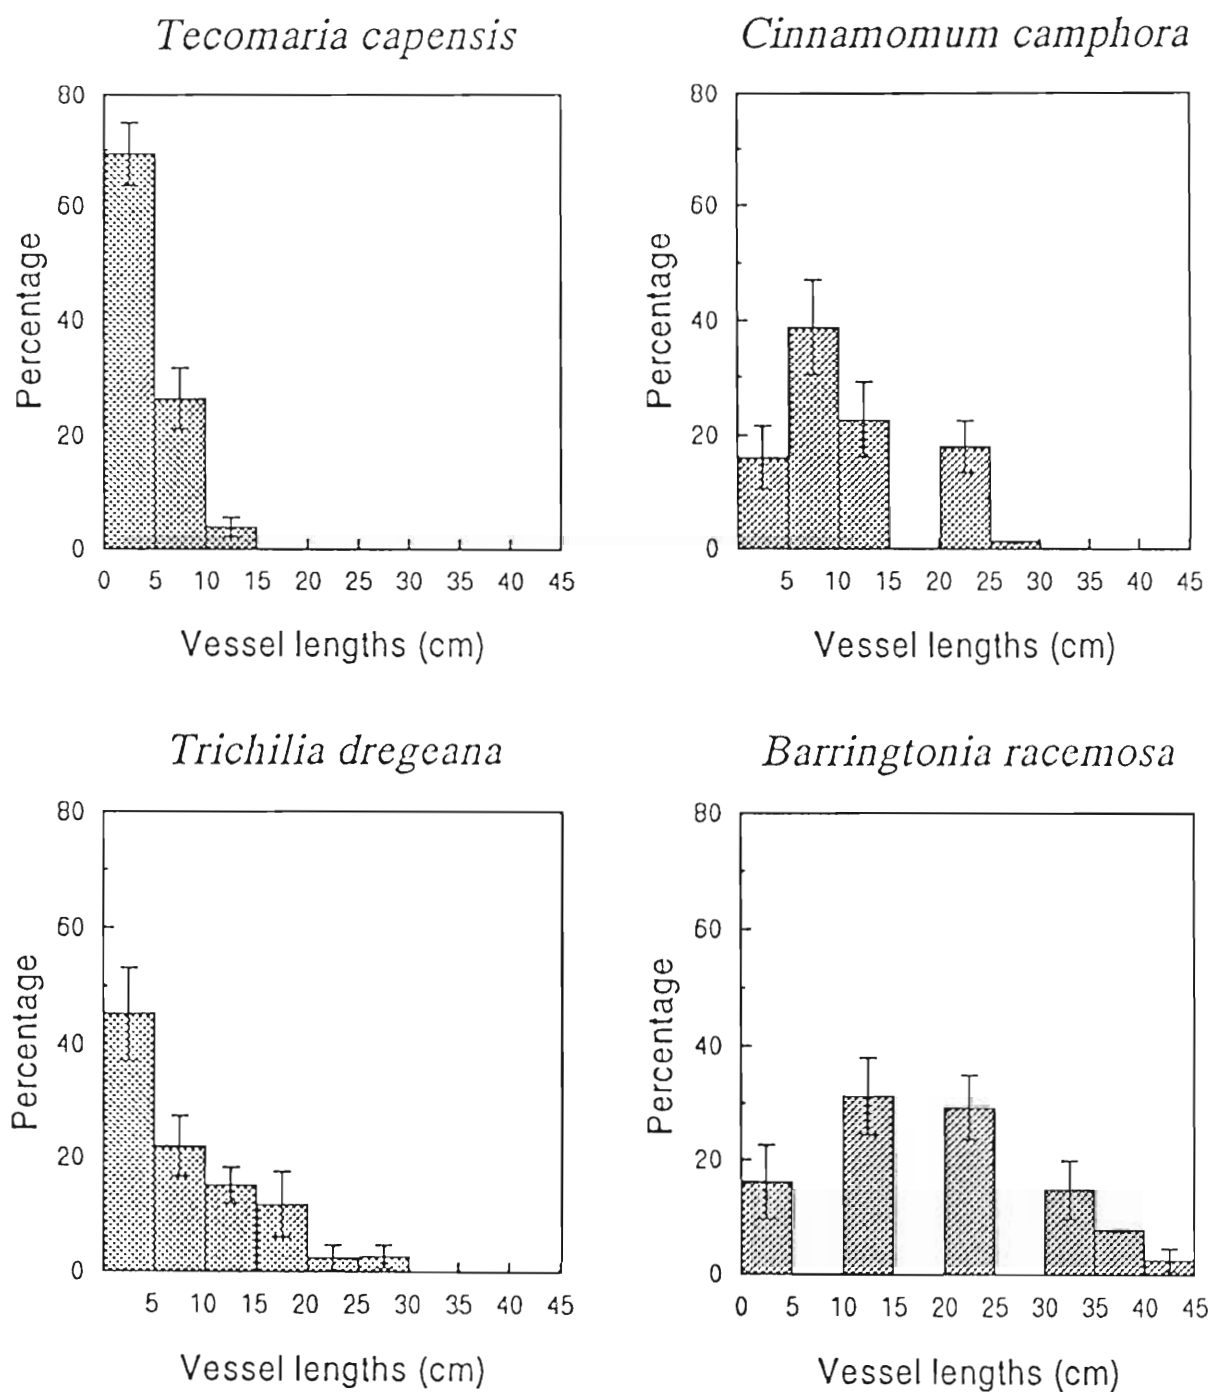 Tecomaria capensis
80
60
40
20
0
Percentage
0 5 10 15 20 25 30 35 40 45
Vessel lengths (cm)
Cinnamomum camphora
80
60
40
20
0
Percentage
5 10 15 20 25 30 35 40 45
Vessel lengths (cm)
Trichilia dregeana
80
60
40
20
0
Percentage
5 10 15 20 25 30 35 40 45
Vessel lengths (cm)
Barringtonia racemosa
80
60
40
20
0
Percentage
0 5 10 15 20 25 30 35 40 45
Vessel lengths (cm)